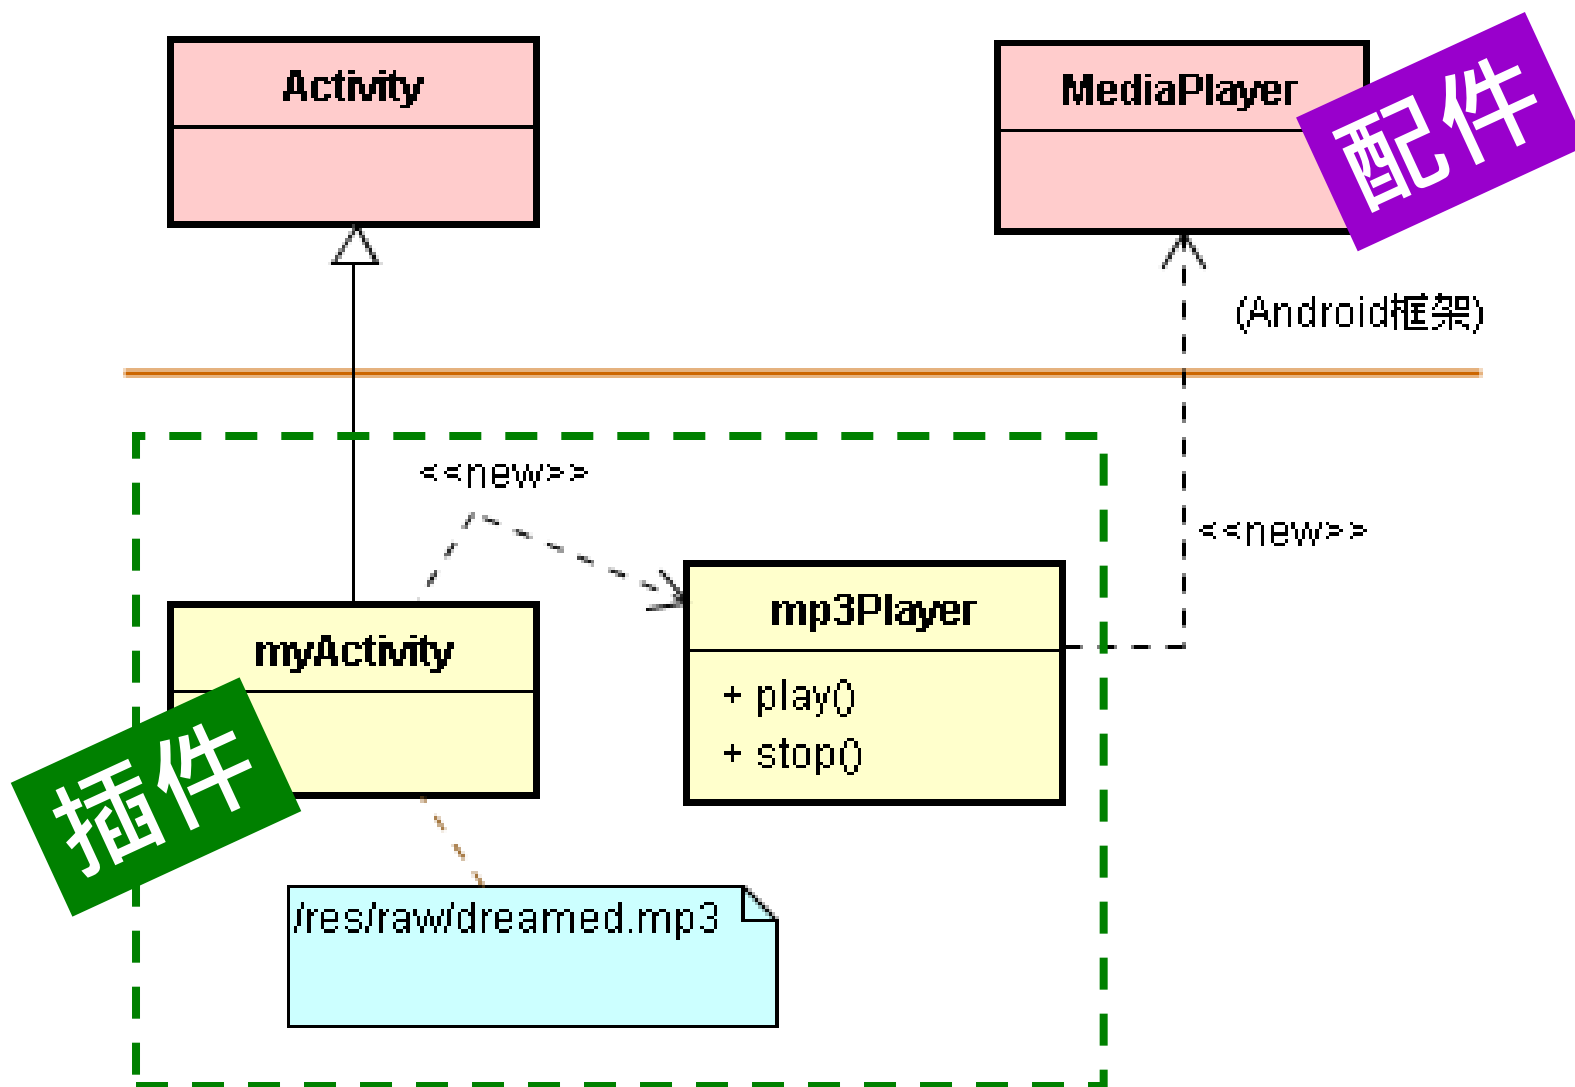 Activity
MediaPlayer
配件
(Android框架)
<<new>>
<<new>>
mp3Player
+ play()
+ stop()
myActivity
插件
/res/raw/dreamed.mp3